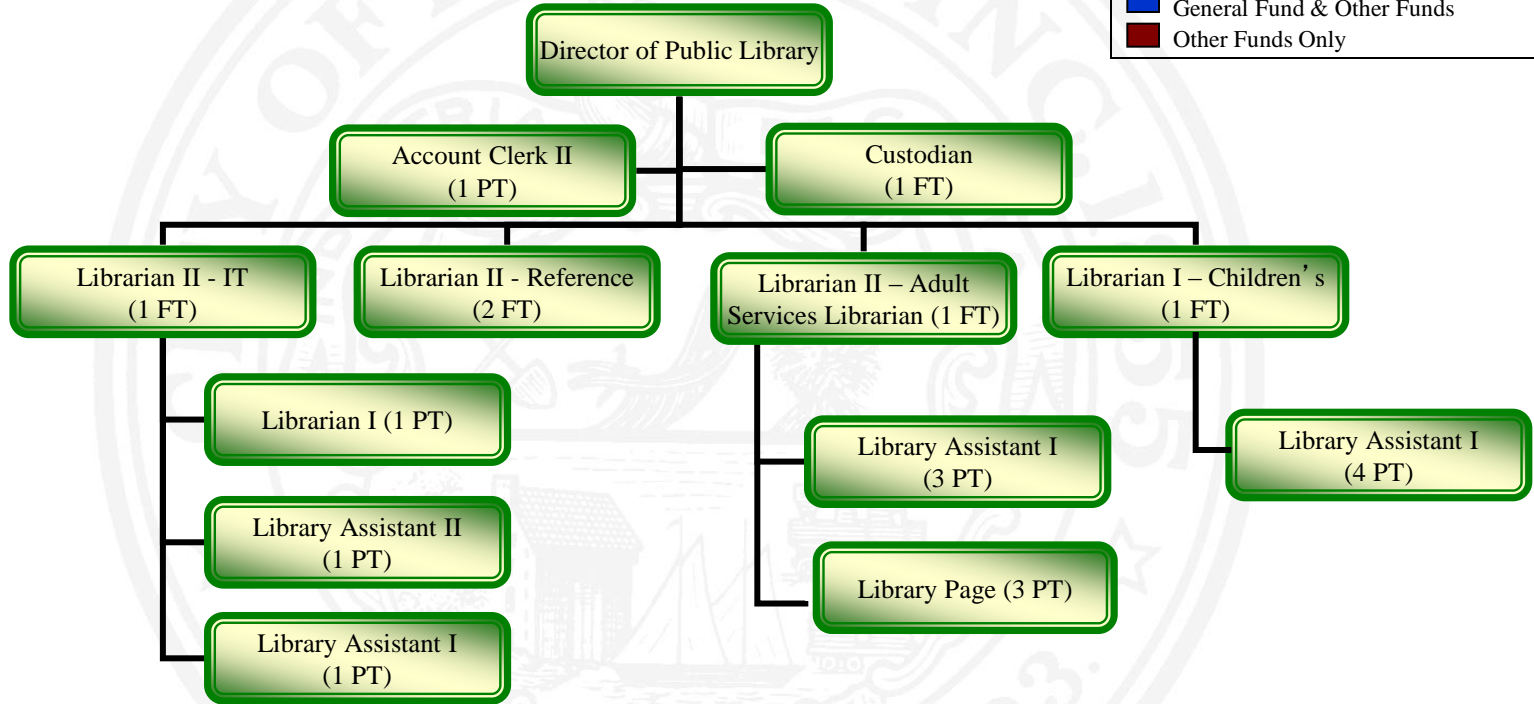 General Fund & Other Funds
Other Funds Only
Director of Public Library
Account Clerk II
(1 PT)
Custodian
(1 FT)
Librarian II - IT
(1 FT)
Librarian II - Reference
(2 FT)
Librarian II – Adult
Services Librarian (1 FT)
Librarian I – Children’s
(1 FT)
Librarian I (1 PT)
Library Assistant II
(1 PT)
Library Assistant I
(1 PT)
Library Assistant I
(3 PT)
Library Page (3 PT)
Library Assistant I
(4 PT)